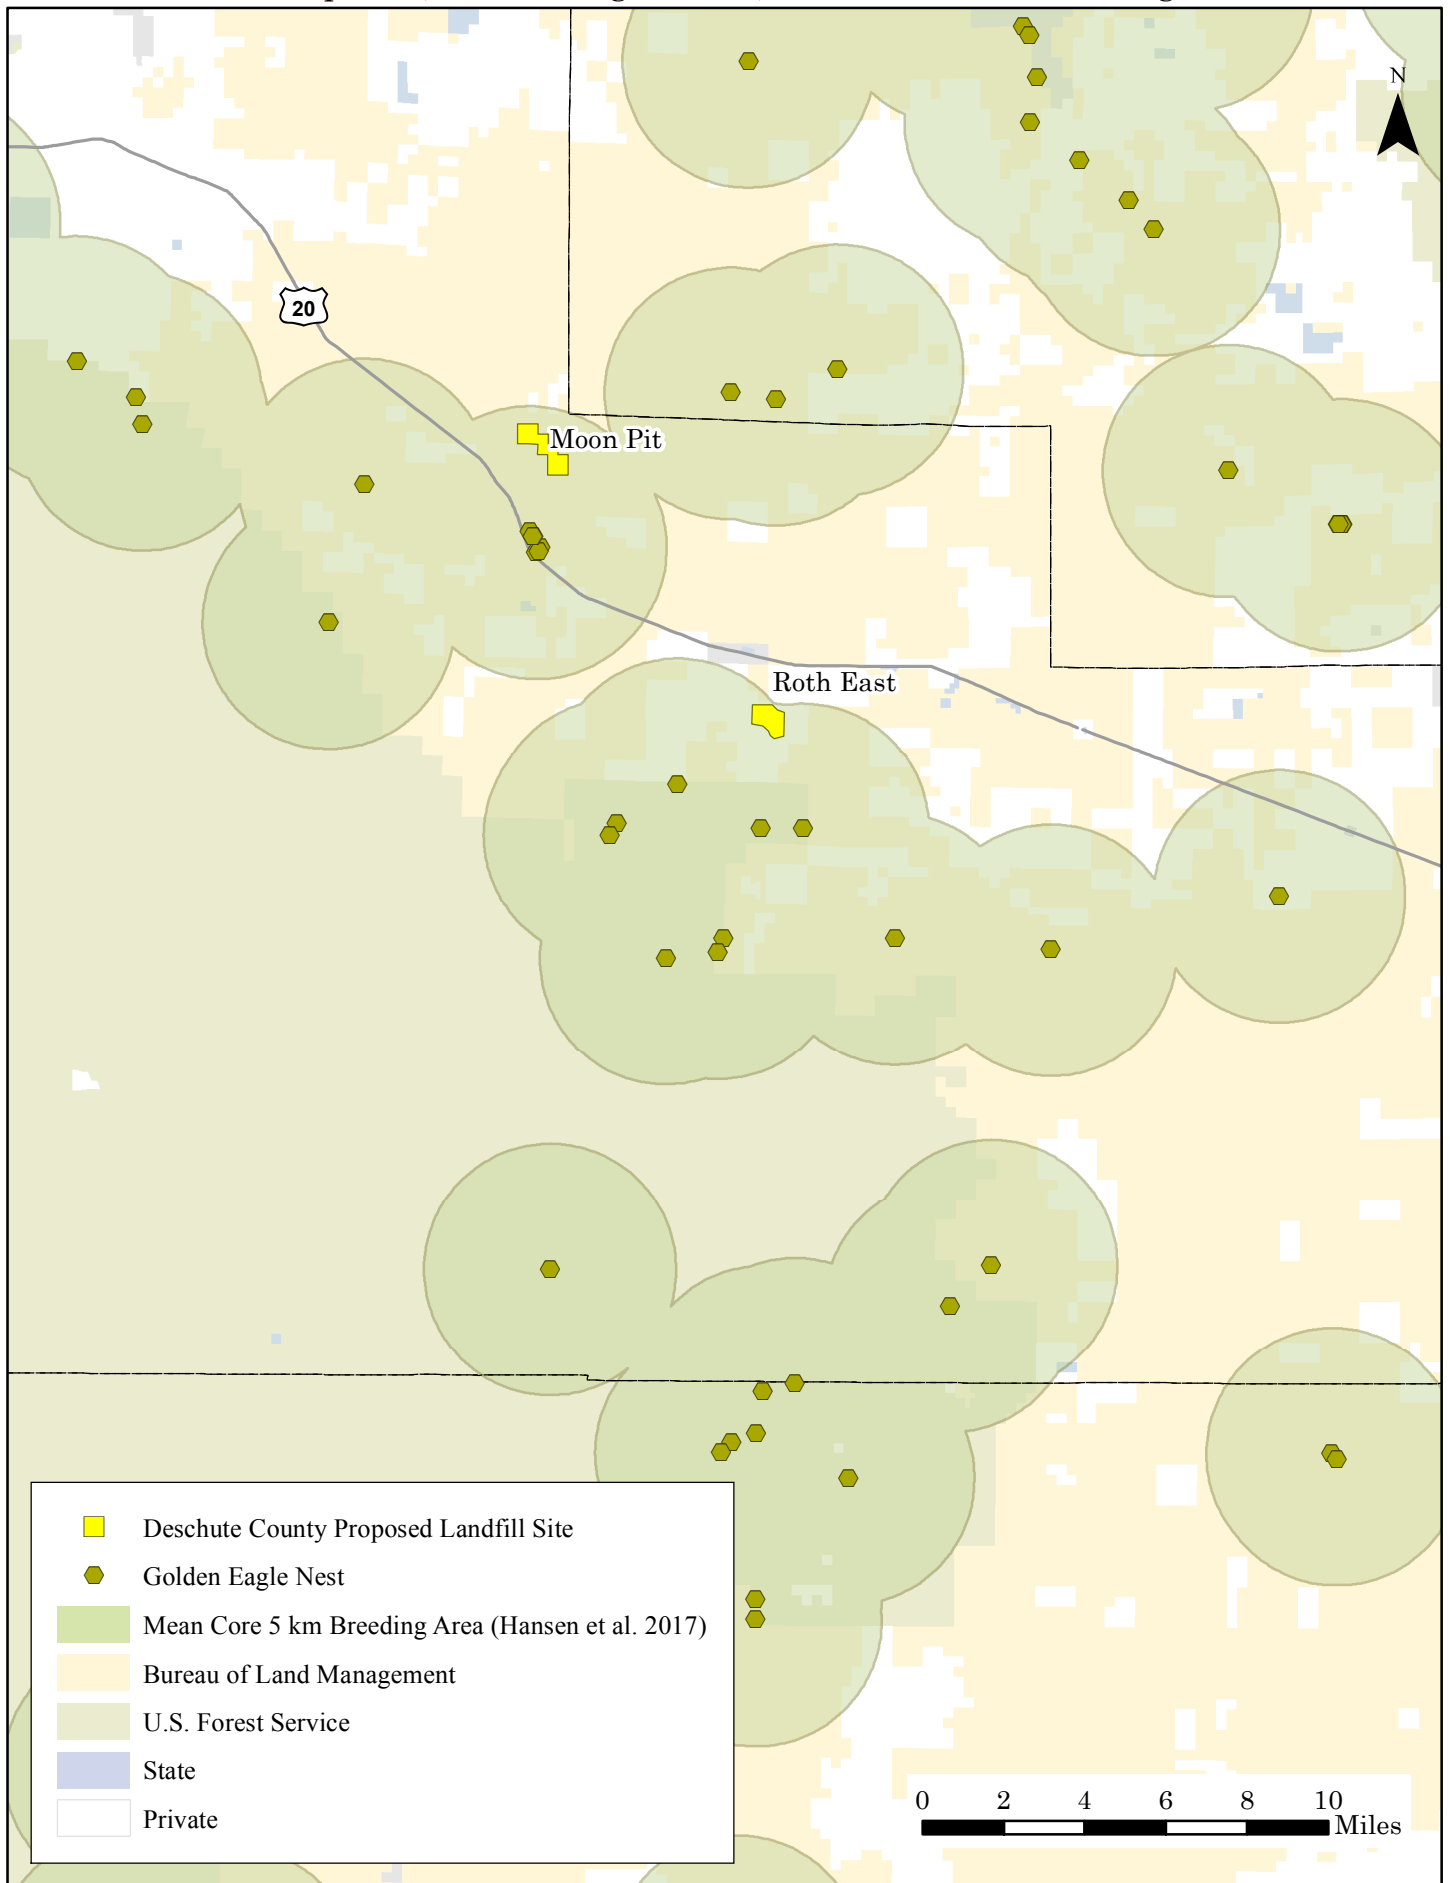 N
20
Moon Pit
Roth East
Deschute County Proposed Landfill Site
Golden Eagle Nest
Mean Core 5 km Breeding Area (Hansen et al. 2017)
Bureau of Land Management
U.S. Forest Service
State
Private
0 2 4 6 8 10
Miles